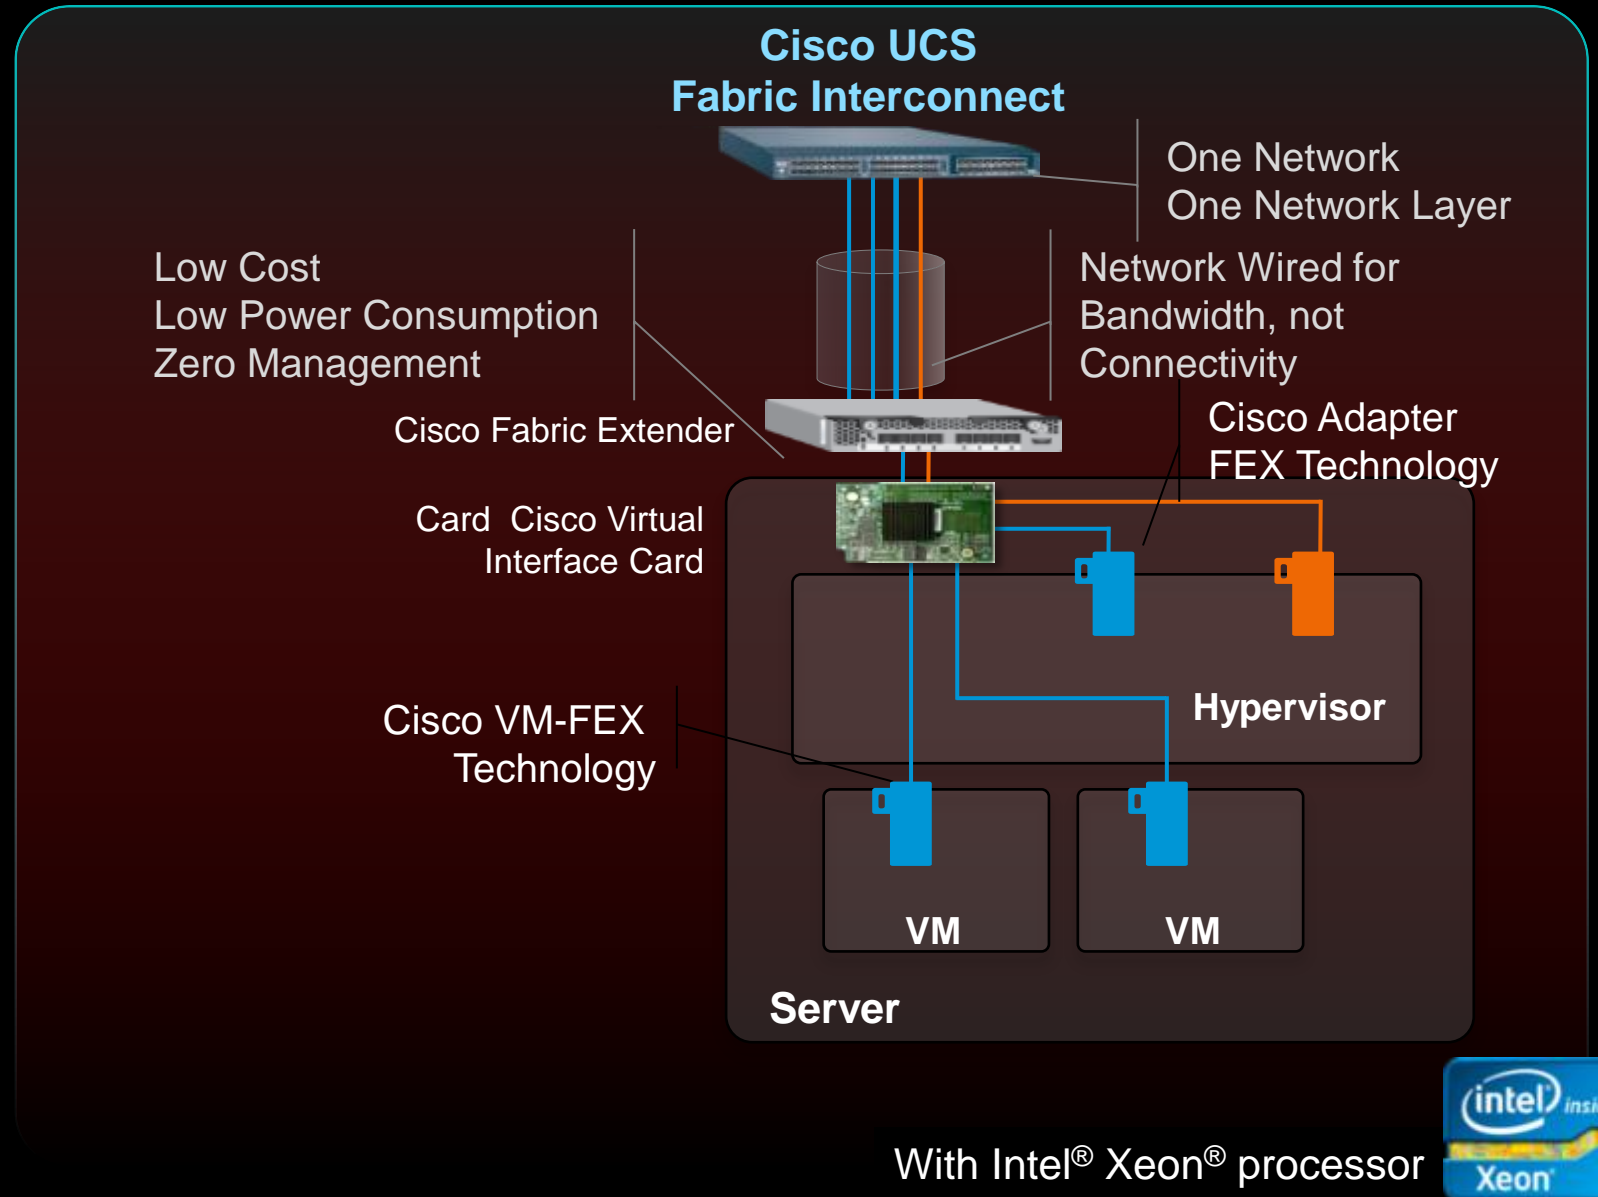 Cisco UCS
Fabric Interconnect
One Network
One Network Layer
Low Cost
Low Power Consumption
Zero Management
Network Wired for
Bandwidth, not
Connectivity
Cisco Fabric Extender
Cisco Adapter
FEX Technology
Card  Cisco Virtual
Interface Card
Hypervisor
Cisco VM-FEX
Technology
VM
VM
Server
With Intel® Xeon® processor
intel
Xeon